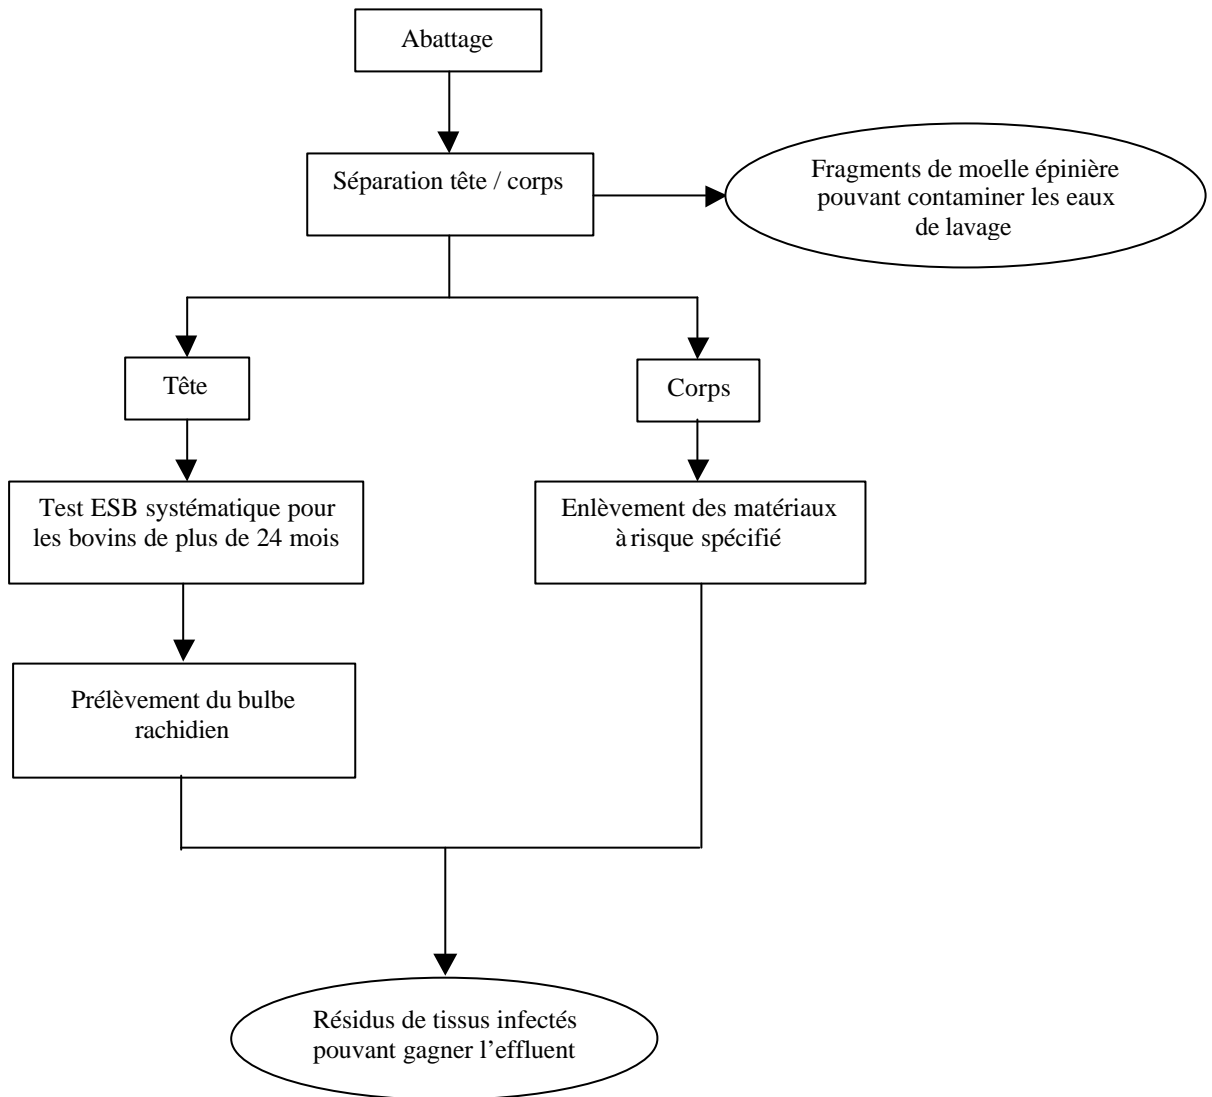 Abattage
Séparation tête / corps
Fragments de moelle épinière
pouvant contaminer les eaux
de lavage
Tête
Corps
Test ESB systématique pour
les bovins de plus de 24 mois
Enlèvement des matériaux
à risque spécifié
Prélèvement du bulbe
rachidien
Résidus de tissus infectés
pouvant gagner l’effluent